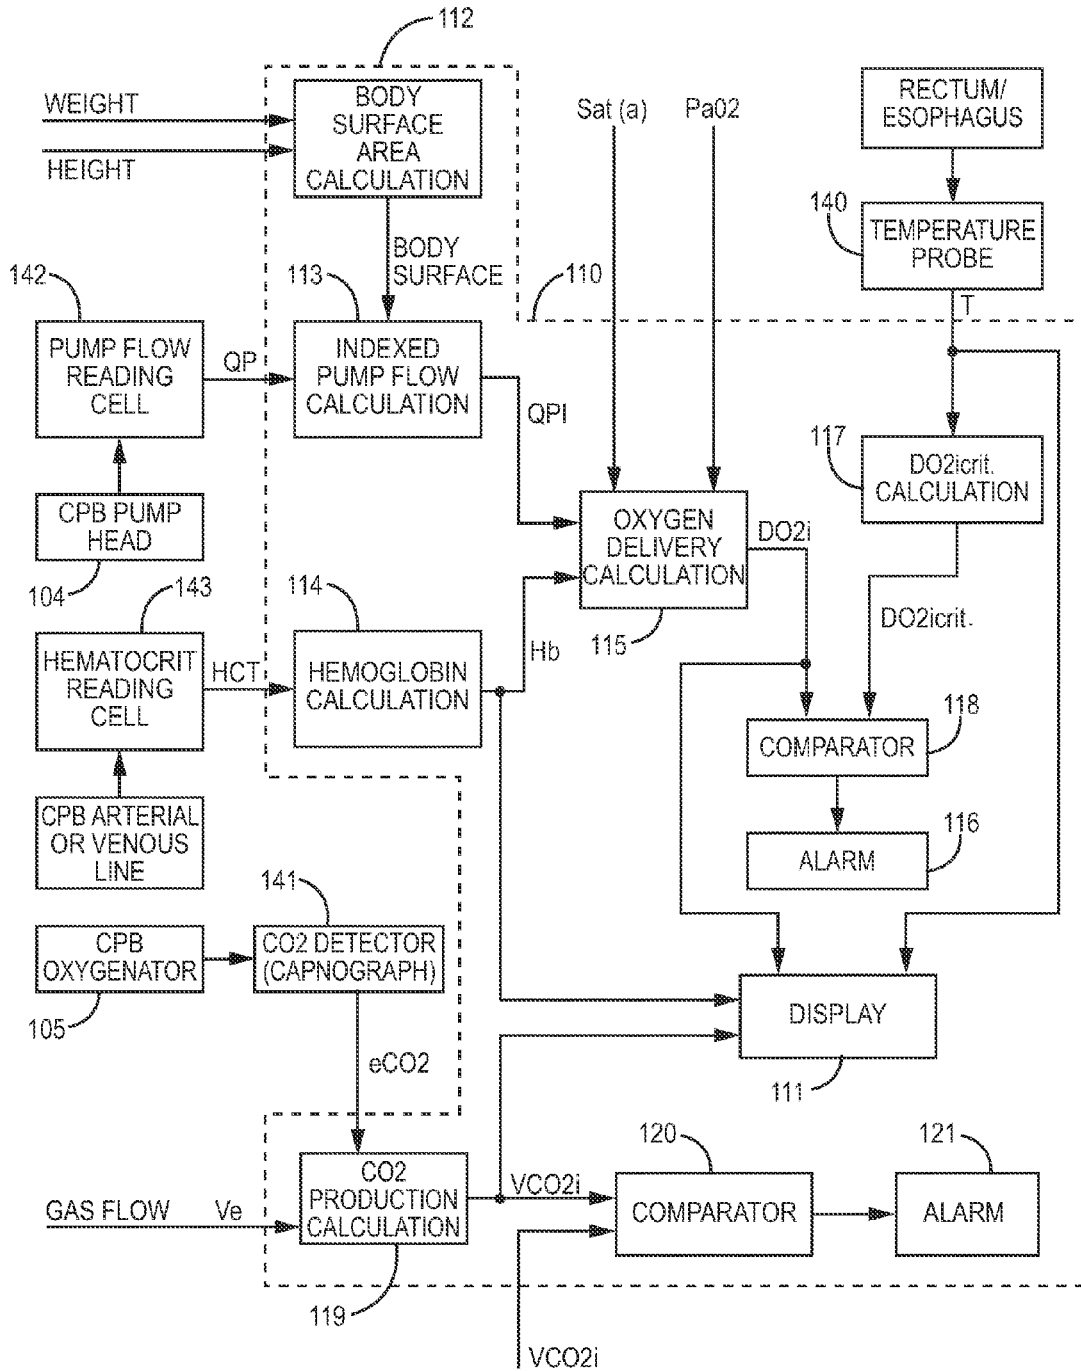 112
WEIGHT
HEIGHT
BODY
SURFACE
AREA
CALCULATION
Sat (a)
Pa02
RECTUM/
ESOPHAGUS
140
TEMPERATURE
PROBE
T
BODY
SURFACE
142
113
110
PUMP FLOW
READING
CELL
QP
INDEXED
PUMP FLOW
CALCULATION
QPI
117
DO2icrit.
CALCULATION
CPB PUMP
HEAD
104
OXYGEN
DELIVERY
CALCULATION
115
DO2i
DO2icrit.
143
114
HEMATOCRIT
READING
CELL
HCT
HEMOGLOBIN
CALCULATION
Hb
118
COMPARATOR
CPB ARTERIAL
OR VENOUS
LINE
116
ALARM
141
CPB
OXYGENATOR
105
CO2 DETECTOR
(CAPNOGRAPH)
DISPLAY
111
eCO2
120
121
GAS FLOW
Ve
CO2
PRODUCTION
CALCULATION
119
VCO2i
COMPARATOR
ALARM
VCO2i